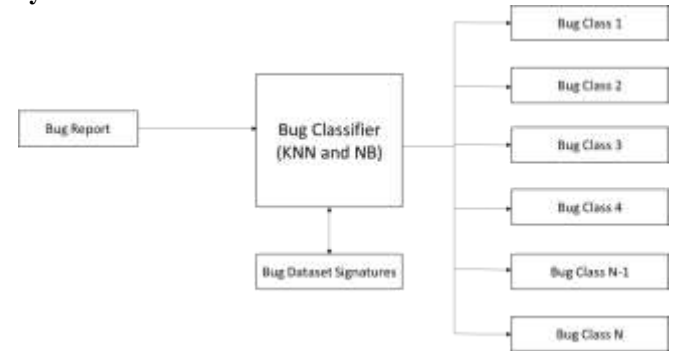 Bug Class 1
Bug Class 2
Bug Report
Bug Classifier
(KNN and NB)
Bug Class 3
Bug Class 4
Bug Dataset Signatures
Bug Class N-1
Bug Class N